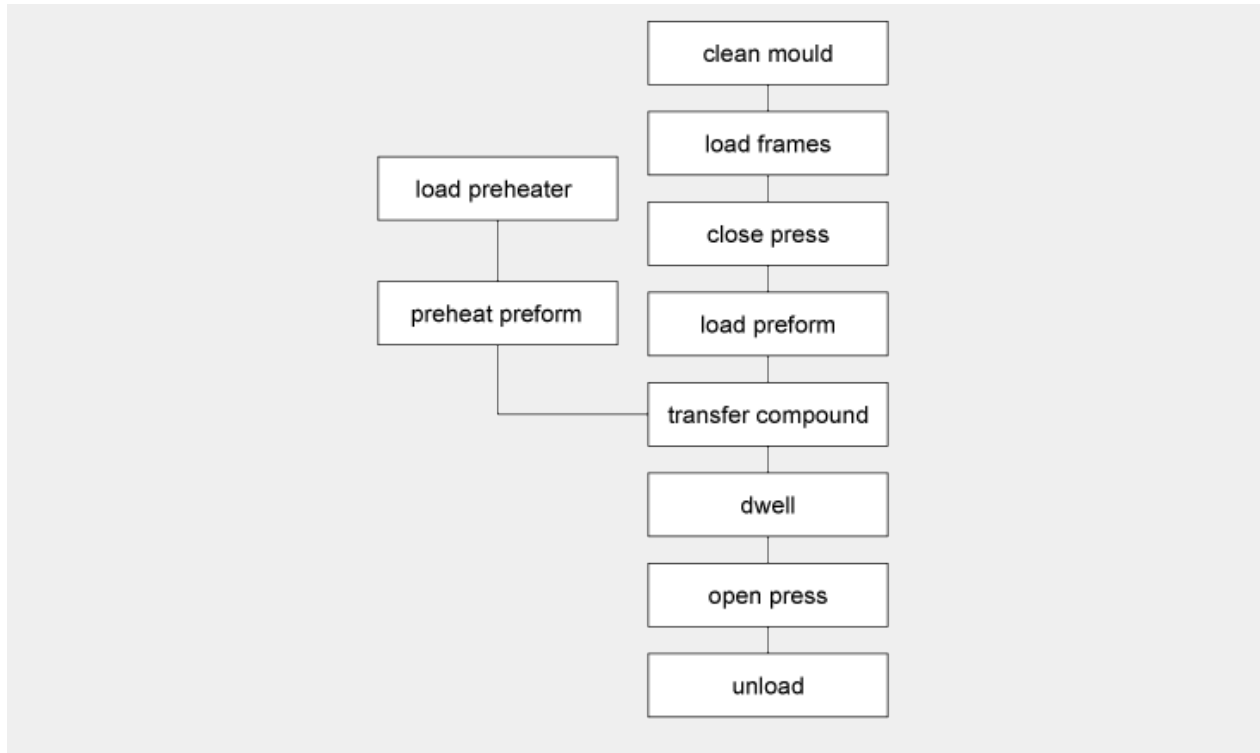 clean mould
load frames
load preheater
close press
preheat preform
load preform
transfer compound
dwell
open press
unload